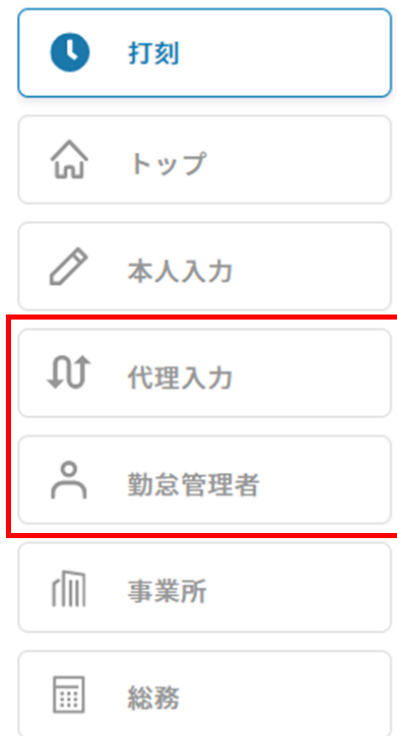 打刻
トップ
本人入力
代理入力
勤怠管理者
事業所
総務